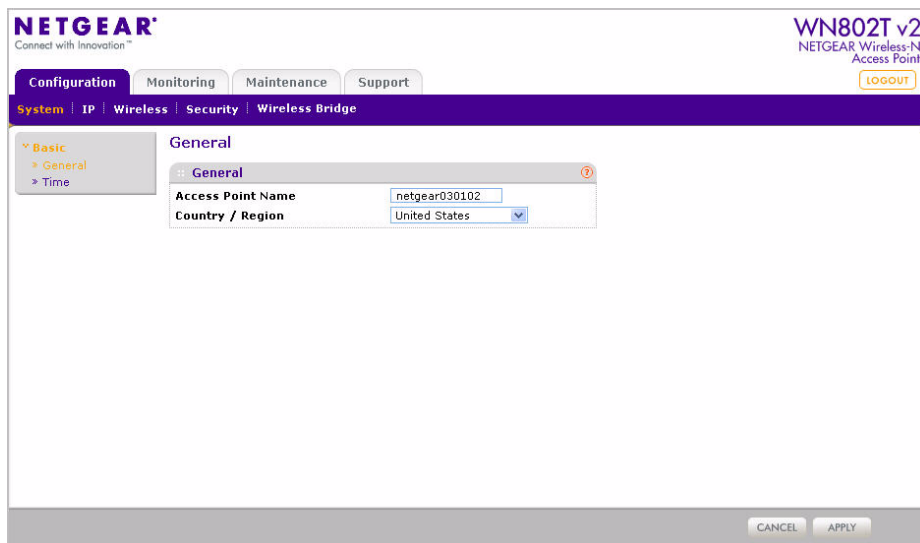 NETGEAR®
Connect with Innovation™
WN802T v2
NETGEAR Wireless-N
Access Point
Configuration Monitoring Maintenance Support
LOGOUT
System IP Wireless Security Wireless Bridge
Basic
» General
» Time
General
General ?
Access Point Name netgear030102
Country / Region United States
CANCEL APPLY